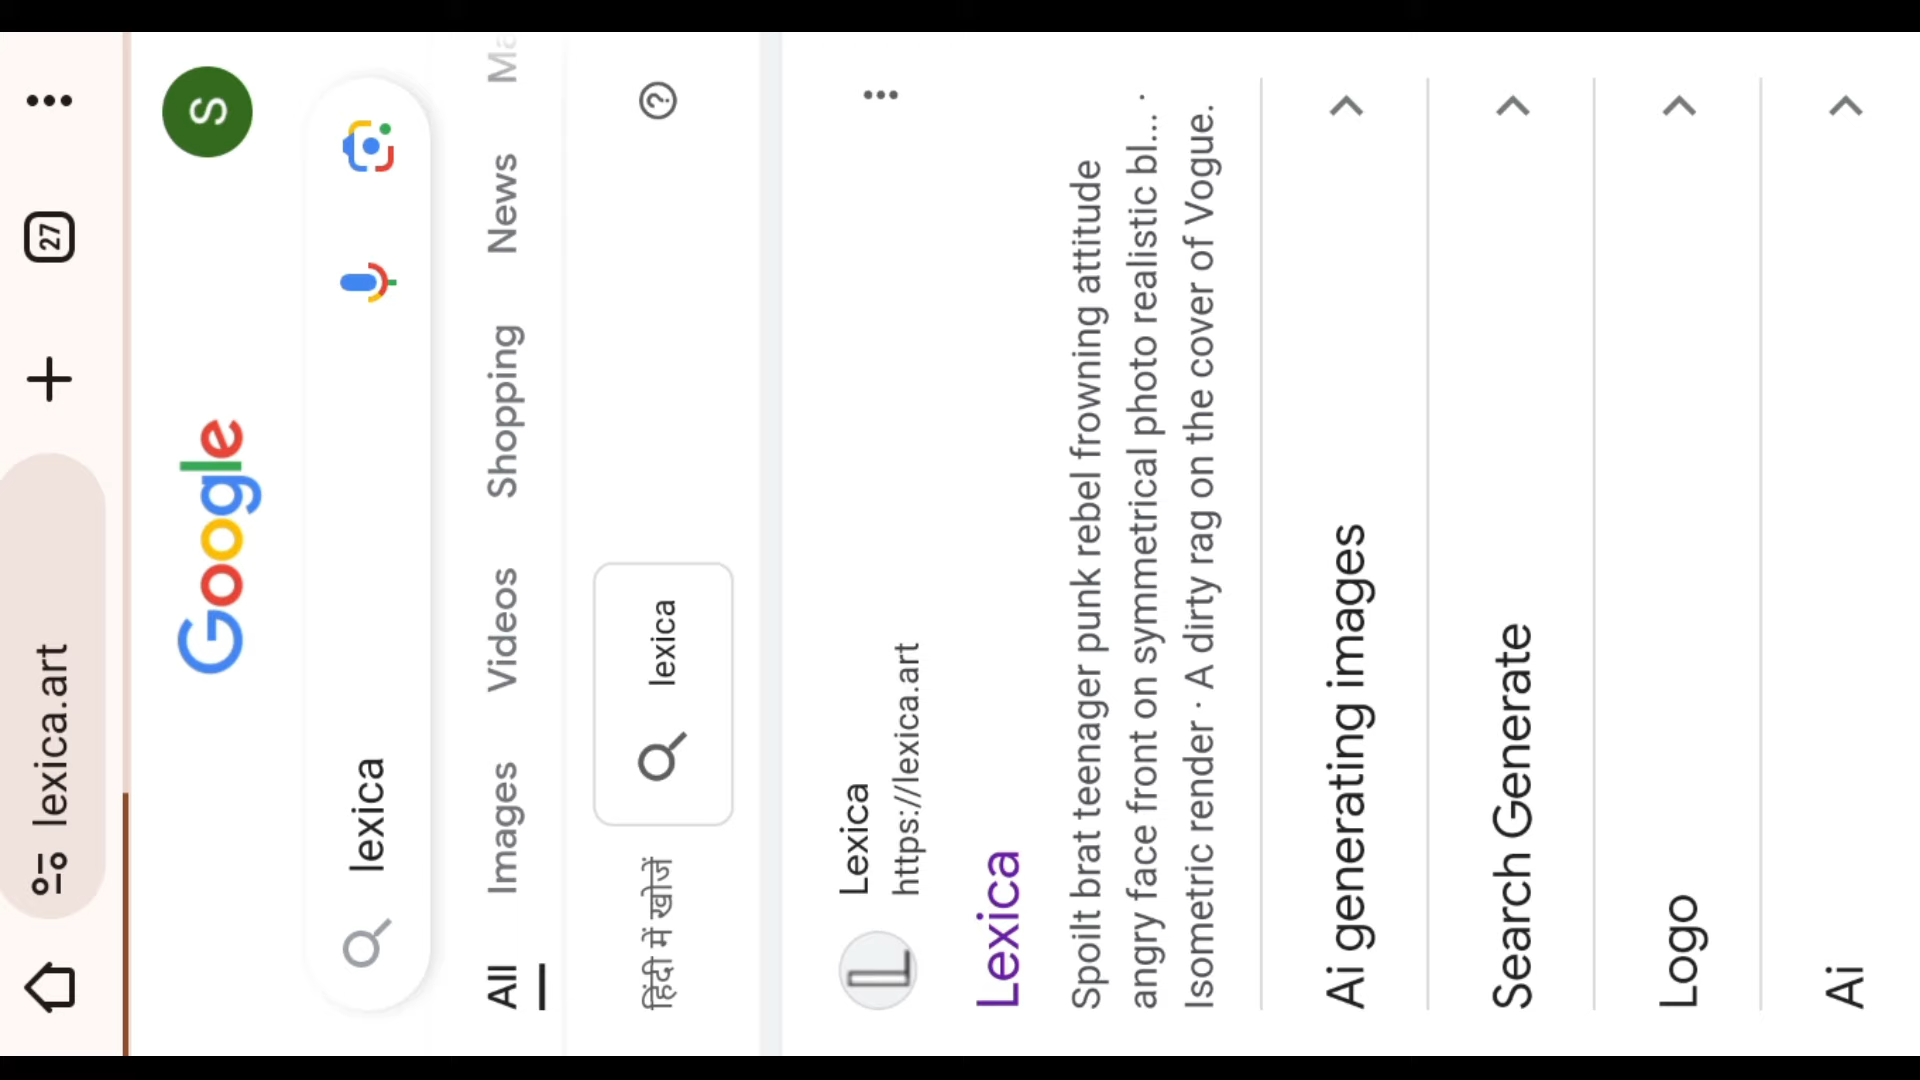 lexica.art
27
Google
S
lexica
All Images Videos Shopping News Ma
हिंदी में खोजें lexica
Lexica
https://lexica.art
Lexica
Spoilt brat teenager punk rebel frowning attitude
angry face front on symmetrical photo realistic bl... ·
Isometric render · A dirty rag on the cover of Vogue.
Ai generating images
Search Generate
Logo
Ai